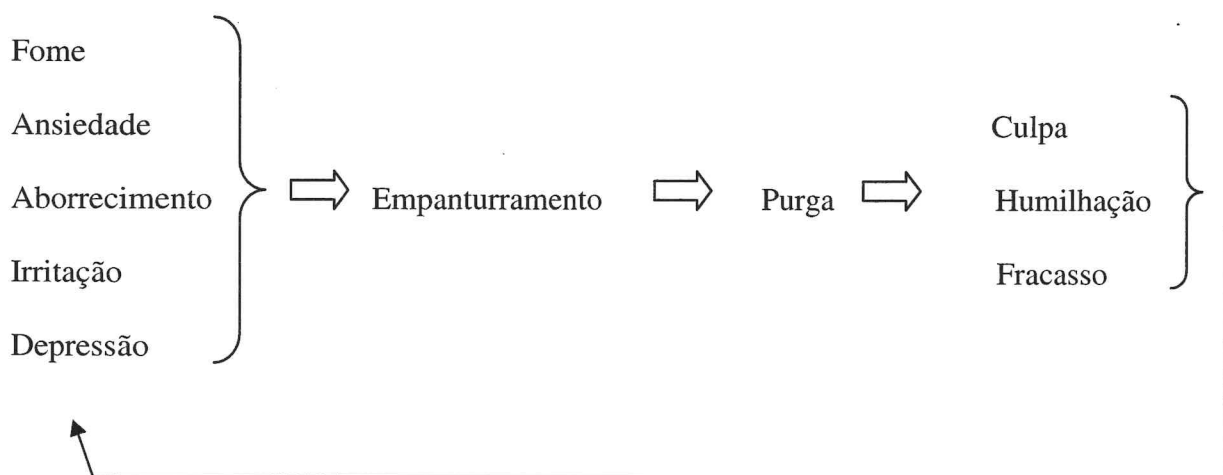 Fome
Ansiedade
Aborrecimento
Irritação
Depressão
Empanturramento
Purga
Culpa
Humilhação
Fracasso